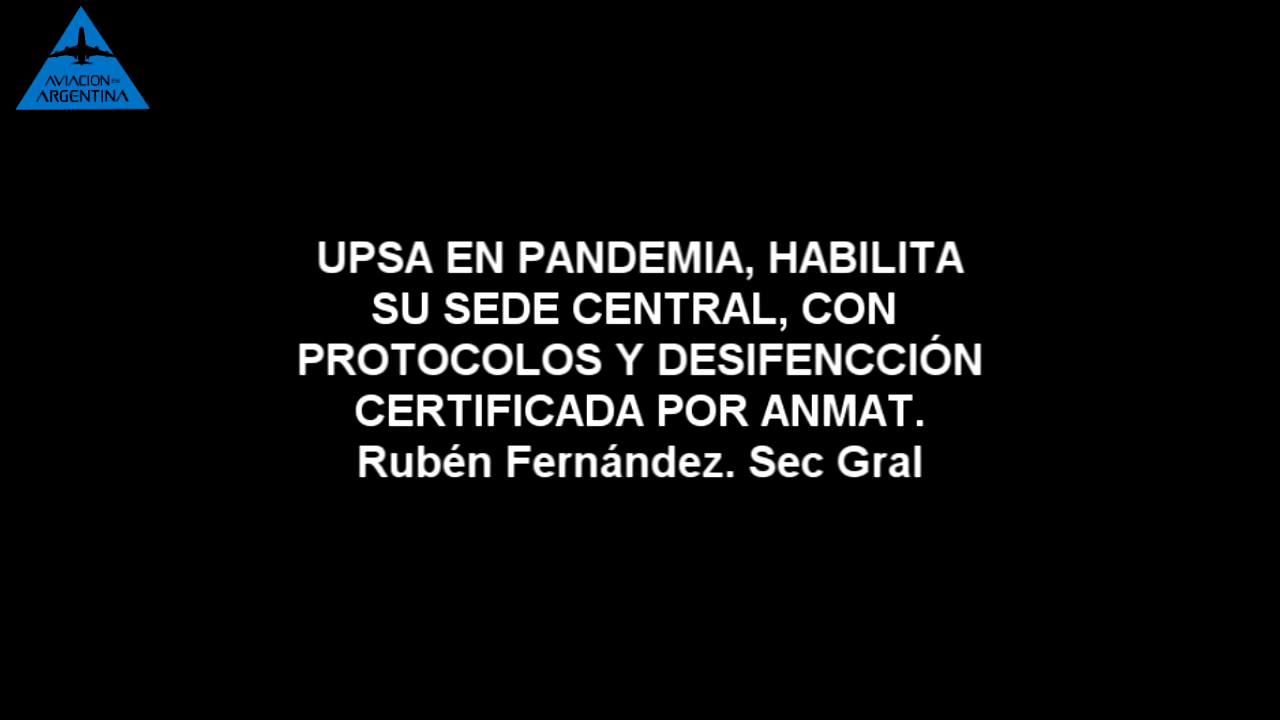 AVIACION EN
ARGENTINA
UPSA EN PANDEMIA, HABILITA
SU SEDE CENTRAL, CON
PROTOCOLOS Y DESIFENCCIÓN
CERTIFICADA POR ANMAT.
Rubén Fernández. Sec Gral